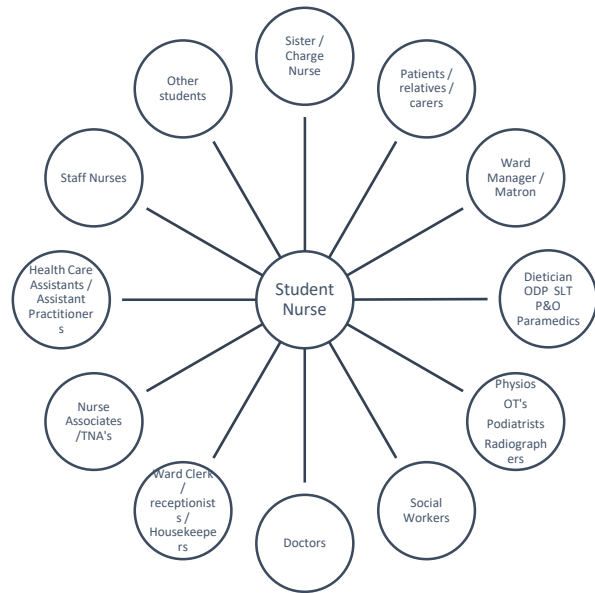 Sister /
Charge
Nurse
Patients /
relatives /
carers
Ward
Manager /
Matron
Dietician
ODP SLT
P&O
Paramedics
Physios
OT's
Podiatrists
Radiograph
ers
Social
Workers
Doctors
Ward Clerk
/
receptionist
s /
Housekeepe
rs
Nurse
Associates
/TNA's
Health Care
Assistants /
Assistant
Practitioner
s
Staff Nurses
Other
students
Student
Nurse